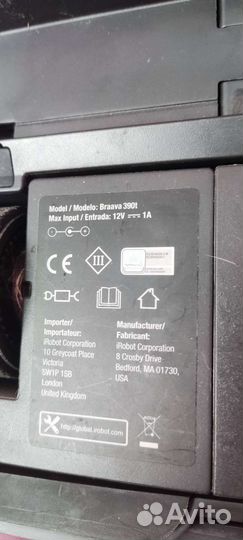 Model / Modelo: Braava 390t
Max Input / Entrada: 12V ⎓ 1A
CE
III
Importer/
Importateur:
iRobot Corporation
10 Greycoat Place
Victoria
SW1P 1SB
London
United Kingdom
Manufacturer/
Fabricant:
iRobot Corporation
8 Crosby Drive
Bedford, MA 01730,
USA
http://global.irobot.com
Avito